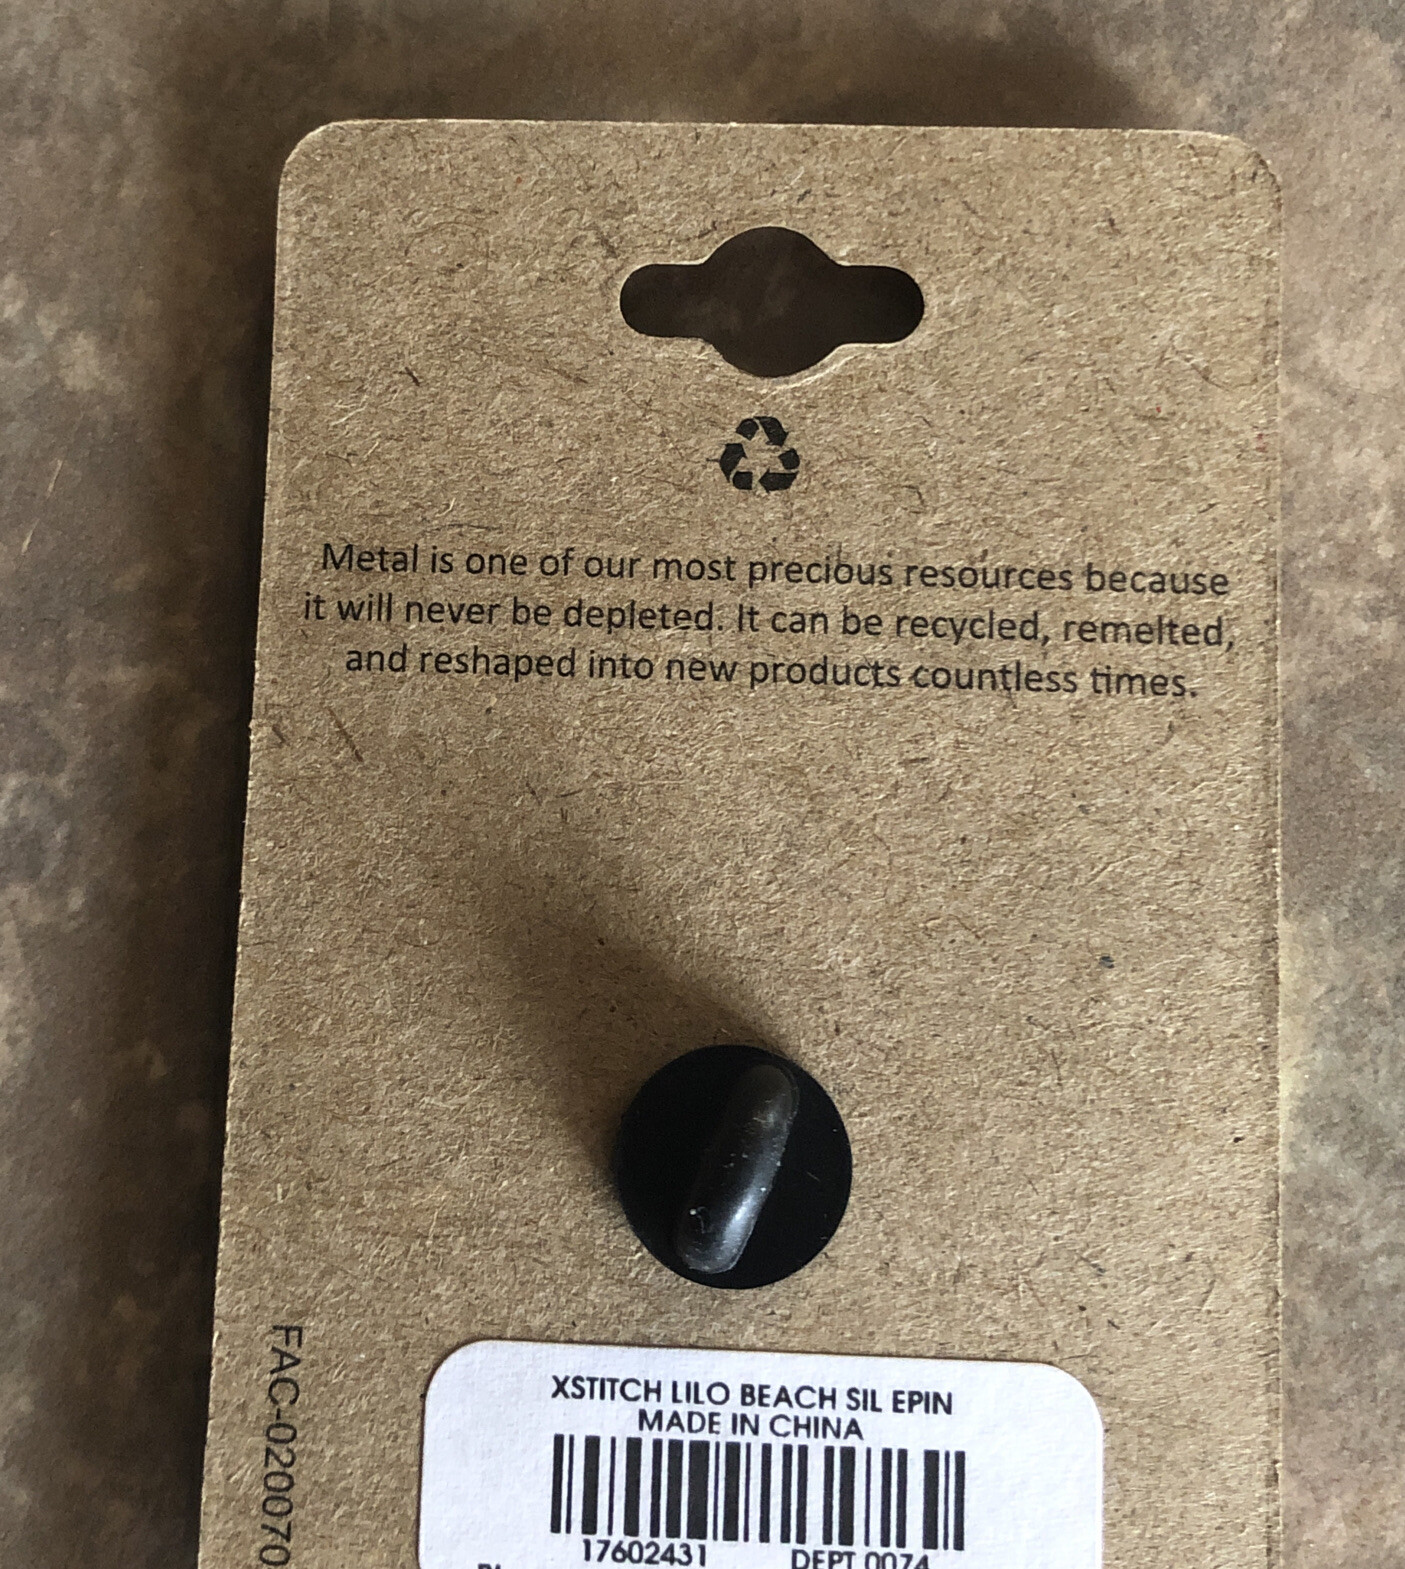 Metal is one of our most precious resources because
it will never be depleted. It can be recycled, remelted,
and reshaped into new products countless times.
FAC-020070
XSTITCH LILO BEACH SIL EPIN
MADE IN CHINA
17602431 DEPT 0074